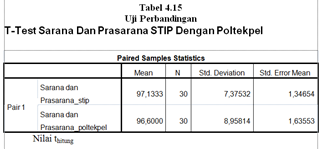 Tabel 4.15
Uji Perbandingan
T-Test Sarana Dan Prasarana STIP Dengan Poltekpel
Paired Samples Statistics
Mean N Std. Deviation Std. Error Mean
Pair 1 Sarana dan Prasarana_stip 97,1333 30 7,37532 1,34654
Sarana dan Prasarana_poltekpel 96,6000 30 8,95814 1,63553
Nilai thitung